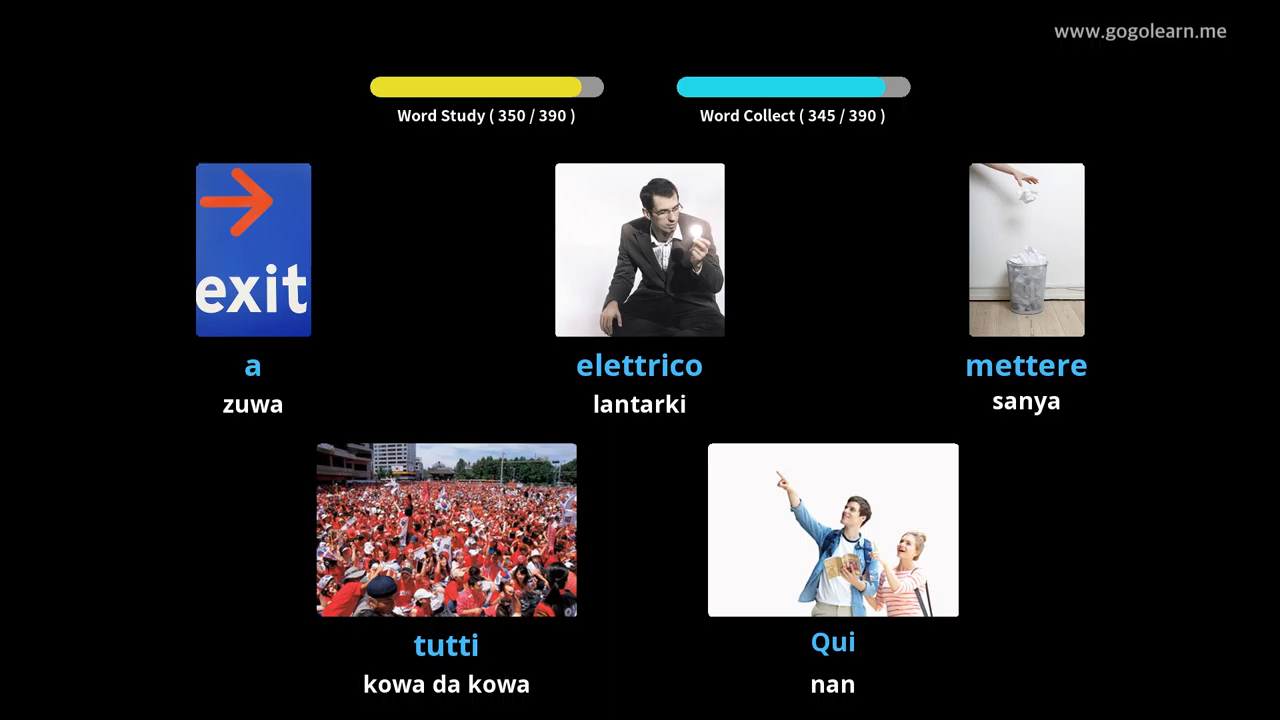 www.gogolearn.me
Word Study ( 350 / 390 )
Word Collect ( 345 / 390 )
exit
a
elettrico
mettere
zuwa
lantarki
sanya
tutti
Qui
kowa da kowa
nan